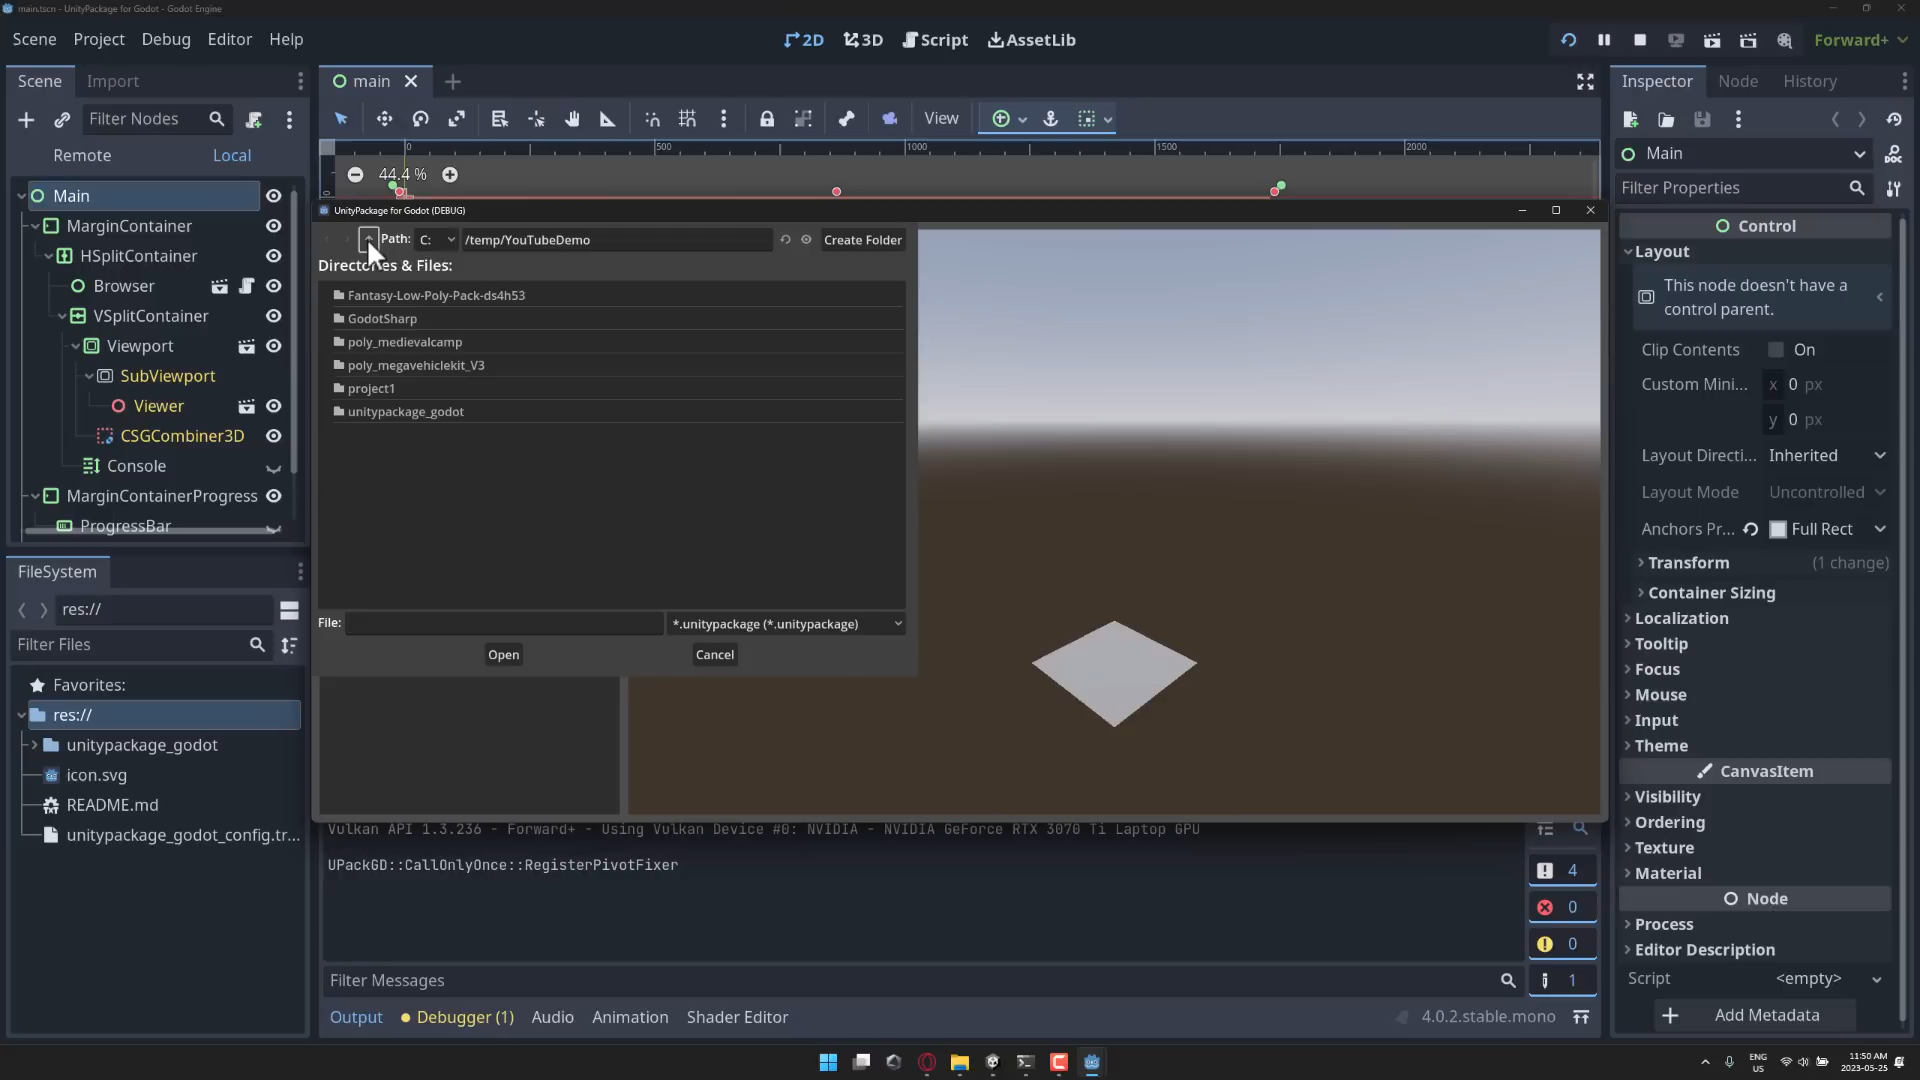 main.tscn - UnityPackage for Godot - Godot Engine
Scene Project Debug Editor Help
2D 3D Script AssetLib
Forward+
Scene Import
main
Inspector Node History
Filter Nodes
View
Remote Local
0 500 1000 1500 2000
0
44.4 %
Main
Filter Properties
Main
MarginContainer
HSplitContainer
Browser
VSplitContainer
Viewport
SubViewport
Viewer
CSGCombiner3D
Console
MarginContainerProgress
ProgressBar
UnityPackage for Godot (DEBUG)
Path: C: /temp/YouTubeDemo Create Folder
Directories & Files:
Fantasy-Low-Poly-Pack-ds4h53
GodotSharp
poly_medievalcamp
poly_megavehiclekit_V3
project1
unitypackage_godot
File: *.unitypackage (*.unitypackage)
Open Cancel
FileSystem
res://
Filter Files
Favorites:
res://
unitypackage_godot
icon.svg
README.md
unitypackage_godot_config.tr...
Vulkan API 1.3.236 - Forward+ - Using Vulkan Device #0: NVIDIA - NVIDIA GeForce RTX 3070 Ti Laptop GPU
UPackGD::CallOnlyOnce::RegisterPivotFixer
4
0
0
1
Filter Messages
Output Debugger (1) Audio Animation Shader Editor
4.0.2.stable.mono
Control
Layout
This node doesn't have a
control parent.
Clip Contents On
Custom Mini... x 0 px
y 0 px
Layout Directi... Inherited
Layout Mode Uncontrolled
Anchors Pr... Full Rect
Transform (1 change)
Container Sizing
Localization
Tooltip
Focus
Mouse
Input
Theme
CanvasItem
Visibility
Ordering
Texture
Material
Node
Process
Editor Description
Script <empty>
Add Metadata
ENG
US
11:50 AM
2023-05-25